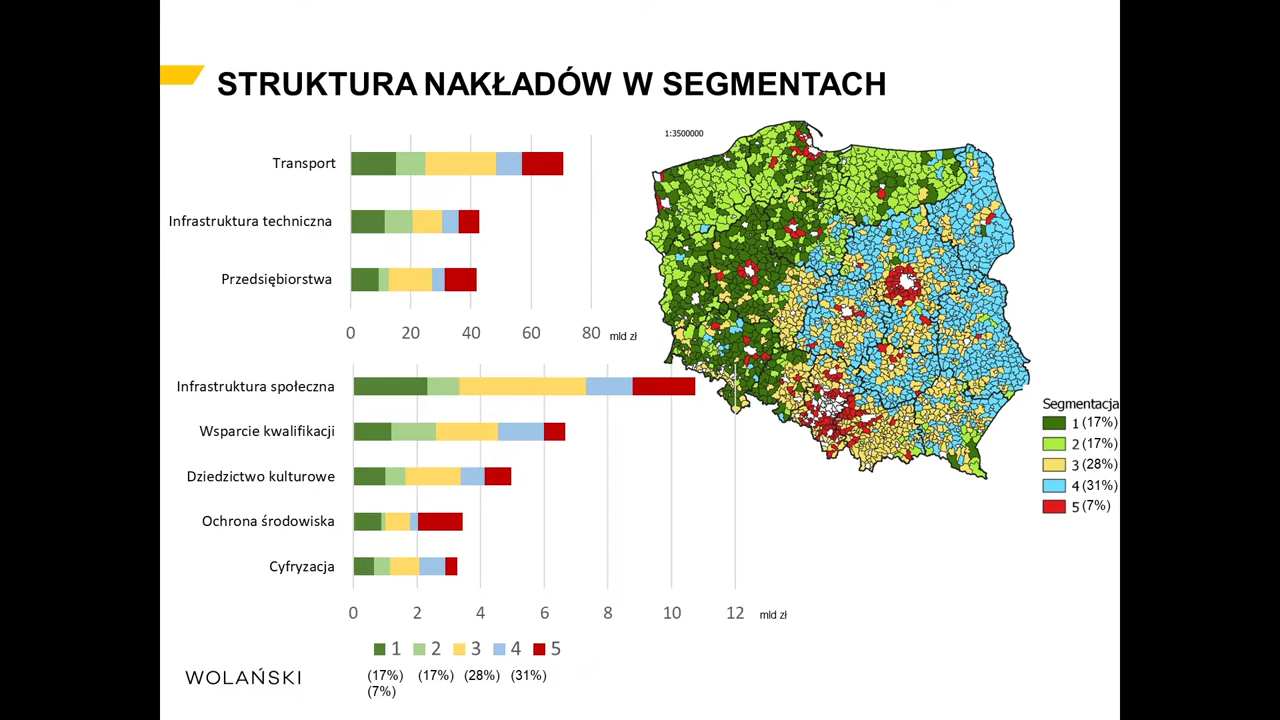 STRUKTURA NAKŁADÓW W SEGMENTACH
1:3500000
Transport
Infrastruktura techniczna
Przedsiębiorstwa
0 20 40 60 80 mld zł
Infrastruktura społeczna
Wsparcie kwalifikacji
Dziedzictwo kulturowe
Ochrona środowiska
Cyfryzacja
0 2 4 6 8 10 12 mld zł
1 2 3 4 5
(17%) (17%) (28%) (31%)
(7%)
Segmentacja
1 (17%)
2 (17%)
3 (28%)
4 (31%)
5 (7%)
WOLAŃSKI